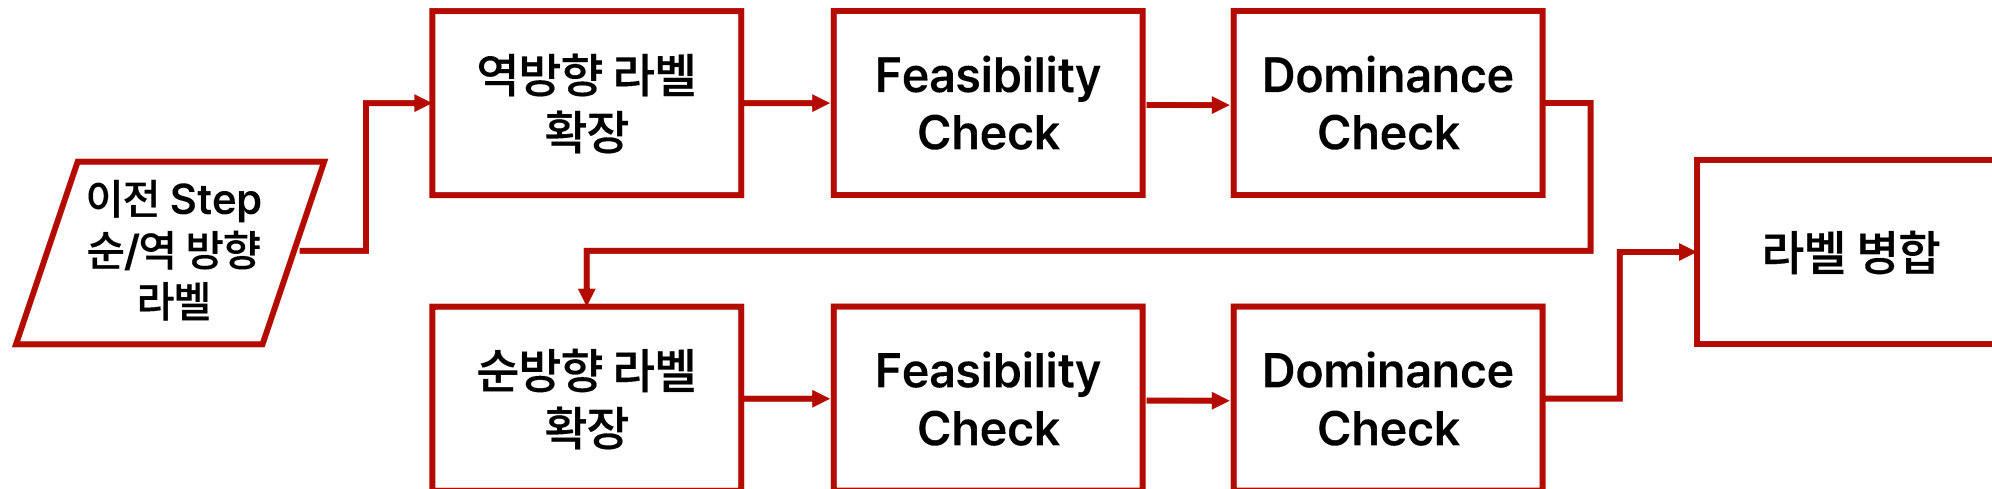 이전 Step
순/역 방향
라벨
역방향 라벨
확장
Feasibility
Check
Dominance
Check
순방향 라벨
확장
Feasibility
Check
Dominance
Check
라벨 병합